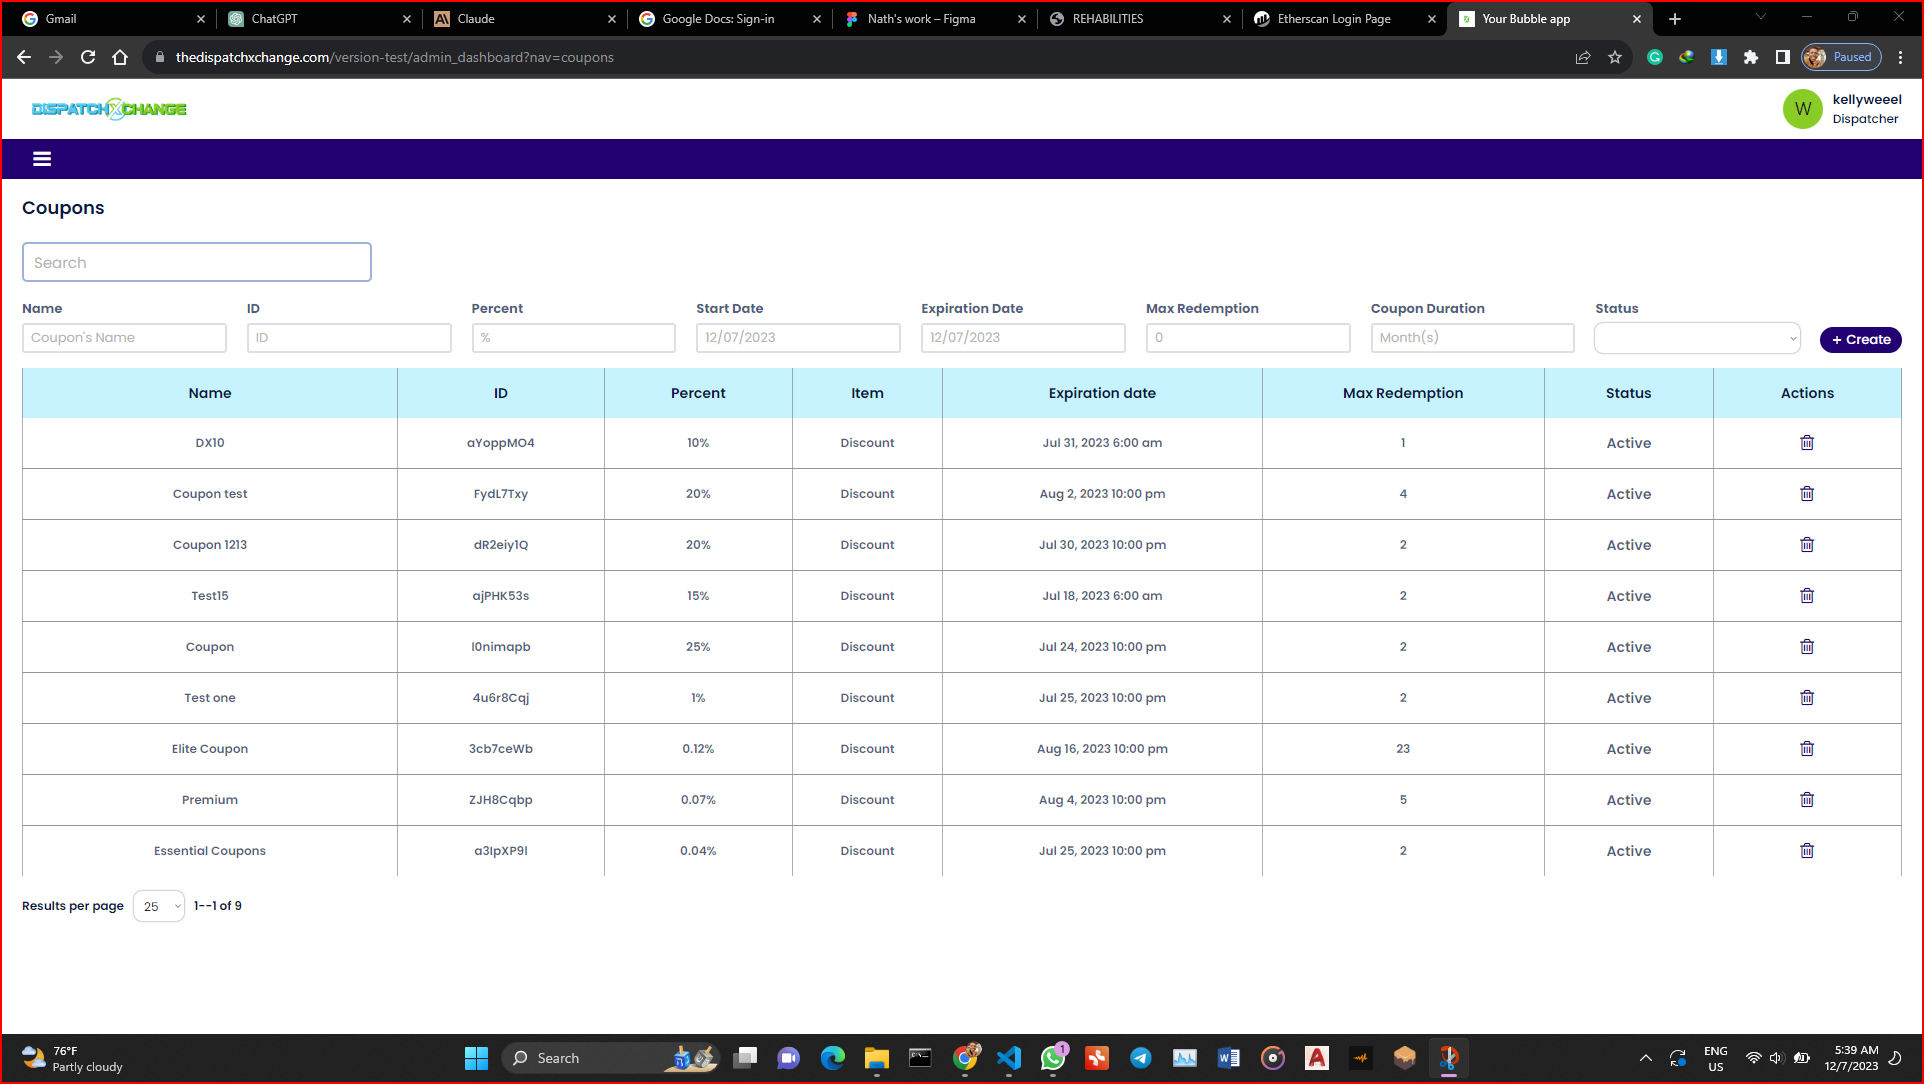 Gmail
ChatGPT
Claude
Google Docs: Sign-in
Nath's work – Figma
REHABILITIES
Etherscan Login Page
Your Bubble app
thedispatchxchange.com/version-test/admin_dashboard?nav=coupons
Paused
DISPATCHXCHANGE
W
kellyweeel
Dispatcher
Coupons
Search
Name ID Percent Start Date Expiration Date Max Redemption Coupon Duration Status
Coupon's Name ID % 12/07/2023 12/07/2023 0 Month(s) + Create
Name ID Percent Item Expiration date Max Redemption Status Actions
DX10 aYoppMO4 10% Discount Jul 31, 2023 6:00 am 1 Active
Coupon test FydL7Txy 20% Discount Aug 2, 2023 10:00 pm 4 Active
Coupon 1213 dR2eiy1Q 20% Discount Jul 30, 2023 10:00 pm 2 Active
Test15 ajPHK53s 15% Discount Jul 18, 2023 6:00 am 2 Active
Coupon l0nimapb 25% Discount Jul 24, 2023 10:00 pm 2 Active
Test one 4u6r8Cqj 1% Discount Jul 25, 2023 10:00 pm 2 Active
Elite Coupon 3cb7ceWb 0.12% Discount Aug 16, 2023 10:00 pm 23 Active
Premium ZJH8Cqbp 0.07% Discount Aug 4, 2023 10:00 pm 5 Active
Essential Coupons a3IpXP9I 0.04% Discount Jul 25, 2023 10:00 pm 2 Active
Results per page 25 1--1 of 9
76°F
Partly cloudy
Search
1
ENG
US
5:39 AM
12/7/2023